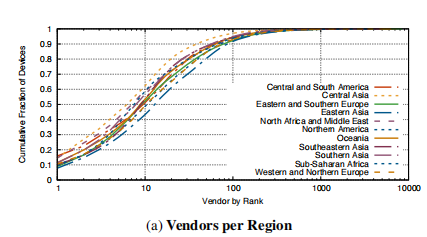 1
0.9
0.8
0.7
0.6
0.5
0.4
0.3
0.2
0.1
0
Cumulative Fraction of Devices
Central and South America
Central Asia
Eastern and Southern Europe
Eastern Asia
North Africa and Middle East
Northern America
Oceania
Southeastern Asia
Southern Asia
Sub-Saharan Africa
Western and Northern Europe
1 10 100 1000 10000
Vendor by Rank
(a) Vendors per Region